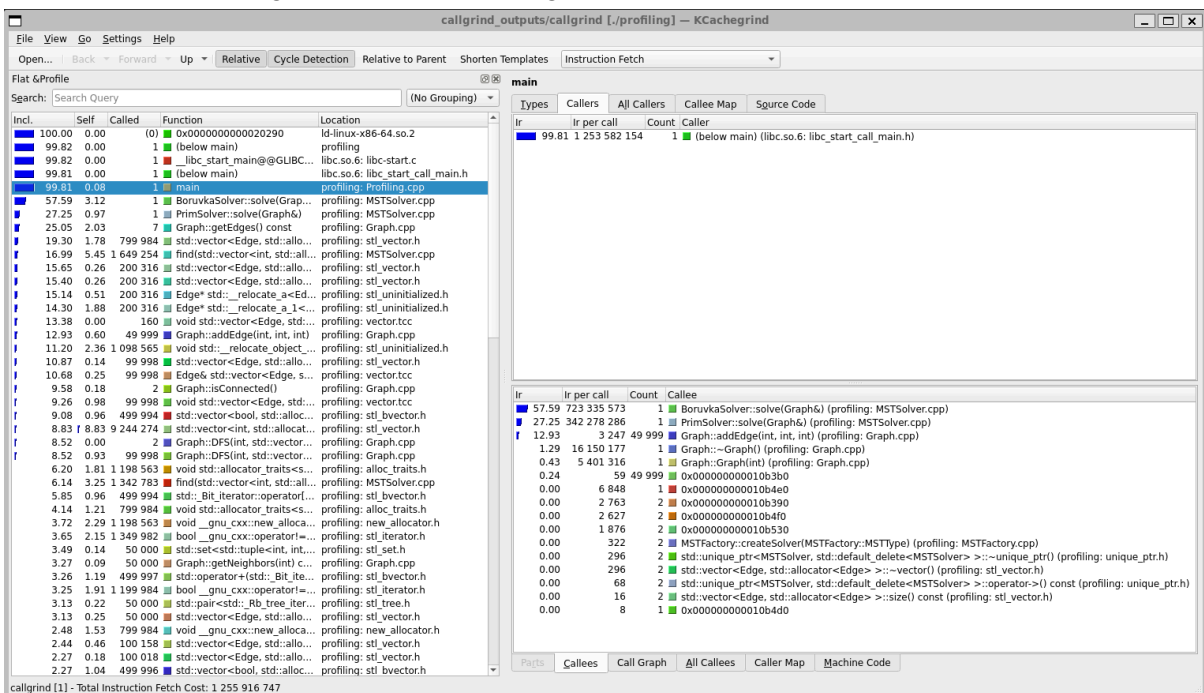 callgrind_outputs/callgrind [./profiling] — KCachegrind
File View Go Settings Help
Open... Back Forward Up Relative Cycle Detection Relative to Parent Shorten Templates Instruction Fetch
Flat &Profile
Search: Search Query (No Grouping)
Incl. Self Called Function Location
100.00 0.00 (0) 0x0000000000020290 ld-linux-x86-64.so.2
99.82 0.00 1 (below main) profiling
99.82 0.00 1 __libc_start_main@@GLIBC... libc.so.6: libc-start.c
99.81 0.00 1 (below main) libc.so.6: libc_start_call_main.h
99.81 0.08 1 main profiling: Profiling.cpp
57.59 3.12 1 BoruvkaSolver::solve(Grap... profiling: MSTSolver.cpp
27.25 0.97 1 PrimSolver::solve(Graph&) profiling: MSTSolver.cpp
25.05 2.03 7 Graph::getEdges() const profiling: Graph.cpp
19.30 1.78 799 984 std::vector<Edge, std::allo... profiling: stl_vector.h
16.99 5.45 1 649 254 find(std::vector<int, std::all... profiling: MSTSolver.cpp
15.65 0.26 200 316 std::vector<Edge, std::allo... profiling: stl_vector.h
15.40 0.26 200 316 std::vector<Edge, std::allo... profiling: stl_vector.h
15.14 0.51 200 316 Edge* std::__relocate_a<Ed... profiling: stl_uninitialized.h
14.30 1.88 200 316 Edge* std::__relocate_a_1<... profiling: stl_uninitialized.h
13.38 0.00 160 void std::vector<Edge, std:... profiling: vector.tcc
12.93 0.60 49 999 Graph::addEdge(int, int, int) profiling: Graph.cpp
11.20 2.36 1 098 565 void std::__relocate_object_... profiling: stl_uninitialized.h
10.87 0.14 99 998 std::vector<Edge, std::allo... profiling: stl_vector.h
10.68 0.25 99 998 Edge& std::vector<Edge, s... profiling: vector.tcc
9.58 0.18 2 Graph::isConnected() profiling: Graph.cpp
9.26 0.98 99 998 void std::vector<Edge, std:... profiling: vector.tcc
9.08 0.96 499 994 std::vector<bool, std::alloc... profiling: stl_bvector.h
8.83 8.83 9 244 274 std::vector<int, std::allocat... profiling: stl_vector.h
8.52 0.00 2 Graph::DFS(int, std::vector... profiling: Graph.cpp
8.52 0.93 99 998 Graph::DFS(int, std::vector... profiling: Graph.cpp
6.20 1.81 1 198 563 void std::allocator_traits<s... profiling: alloc_traits.h
6.14 3.25 1 342 783 find(std::vector<int, std::all... profiling: MSTSolver.cpp
5.85 0.96 499 994 std::_Bit_iterator::operator[... profiling: stl_bvector.h
4.14 1.21 799 984 void std::allocator_traits<s... profiling: alloc_traits.h
3.72 2.29 1 198 563 void __gnu_cxx::new_alloca... profiling: new_allocator.h
3.65 2.15 1 349 982 bool __gnu_cxx::operator!=... profiling: stl_iterator.h
3.49 0.14 50 000 std::set<std::tuple<int, int,... profiling: stl_set.h
3.27 0.09 50 000 Graph::getNeighbors(int) c... profiling: Graph.cpp
3.26 1.19 499 997 std::operator+(std::_Bit_ite... profiling: stl_bvector.h
3.25 1.91 1 199 984 bool __gnu_cxx::operator!=... profiling: stl_iterator.h
3.13 0.22 50 000 std::pair<std::_Rb_tree_iter... profiling: stl_tree.h
3.13 0.25 50 000 std::vector<Edge, std::allo... profiling: stl_vector.h
2.48 1.53 799 984 void __gnu_cxx::new_alloca... profiling: new_allocator.h
2.44 0.46 100 158 std::vector<Edge, std::allo... profiling: stl_vector.h
2.27 0.18 100 018 std::vector<Edge, std::allo... profiling: stl_vector.h
2.27 1.04 499 996 std::vector<bool, std::alloc... profiling: stl_bvector.h
main
Types Callers All Callers Callee Map Source Code
Ir Ir per call Count Caller
99.81 1 253 582 154 1 (below main) (libc.so.6: libc_start_call_main.h)
Ir Ir per call Count Callee
57.59 723 335 573 1 BoruvkaSolver::solve(Graph&) (profiling: MSTSolver.cpp)
27.25 342 278 286 1 PrimSolver::solve(Graph&) (profiling: MSTSolver.cpp)
12.93 3 247 49 999 Graph::addEdge(int, int, int) (profiling: Graph.cpp)
1.29 16 150 177 1 Graph::~Graph() (profiling: Graph.cpp)
0.43 5 401 316 1 Graph::Graph(int) (profiling: Graph.cpp)
0.24 59 49 999 0x000000000010b3b0
0.00 6 848 1 0x000000000010b4e0
0.00 2 763 2 0x000000000010b390
0.00 2 627 2 0x000000000010b4f0
0.00 1 876 2 0x000000000010b530
0.00 322 2 MSTFactory::createSolver(MSTFactory::MSTType) (profiling: MSTFactory.cpp)
0.00 296 2 std::unique_ptr<MSTSolver, std::default_delete<MSTSolver> >::~unique_ptr() (profiling: unique_ptr.h)
0.00 296 2 std::vector<Edge, std::allocator<Edge> >::~vector() (profiling: stl_vector.h)
0.00 68 2 std::unique_ptr<MSTSolver, std::default_delete<MSTSolver> >::operator->() const (profiling: unique_ptr.h)
0.00 16 2 std::vector<Edge, std::allocator<Edge> >::size() const (profiling: stl_vector.h)
0.00 8 1 0x000000000010b4d0
Parts Callees Call Graph All Callees Caller Map Machine Code
callgrind [1] - Total Instruction Fetch Cost: 1 255 916 747